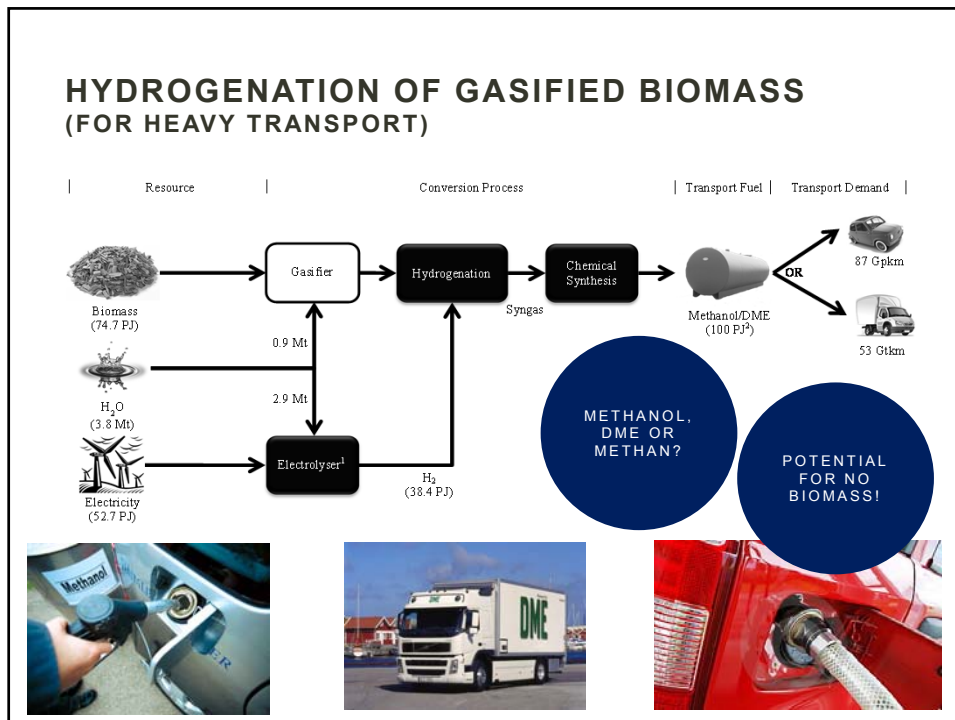 HYDROGENATION OF GASIFIED BIOMASS
(FOR HEAVY TRANSPORT)
Resource
Conversion Process
Transport Fuel
Transport Demand
Gasifier
Hydrogenation
Chemical
Synthesis
OR
87 Gpkm
Biomass
(74.7 PJ)
Syngas
Methanol/DME
(100 PJ²)
53 Gtkm
0.9 Mt
H₂O
(3.8 Mt)
2.9 Mt
Electrolyser¹
H₂
(38.4 PJ)
Electricity
(52.7 PJ)
METHANOL,
DME OR
METHAN?
POTENTIAL
FOR NO
BIOMASS!
Methanol
DME